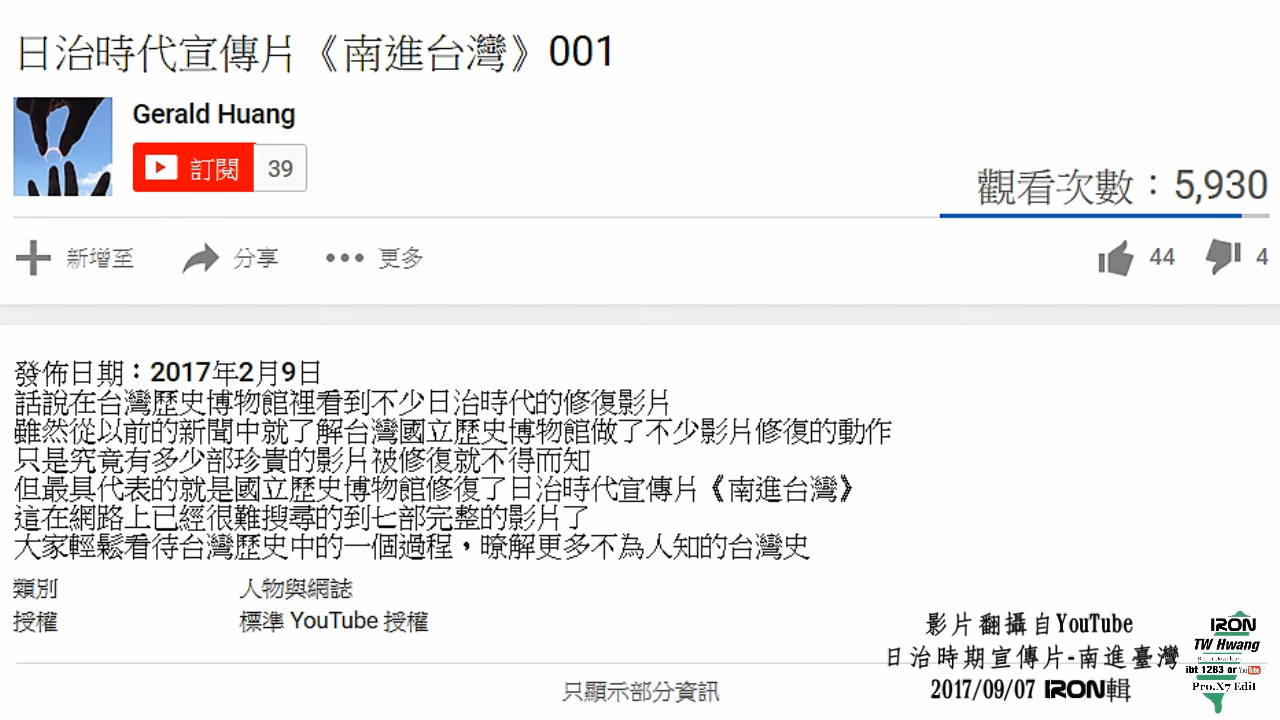 日治時代宣傳片《南進台灣》001
Gerald Huang
訂閱 39
觀看次數：5,930
新增至 分享 更多 44 4
發佈日期：2017年2月9日
話說在台灣歷史博物館裡看到不少日治時代的修復影片
雖然從以前的新聞中就了解台灣國立歷史博物館做了不少影片修復的動作
只是究竟有多少部珍貴的影片被修復就不得而知
但最具代表的就是國立歷史博物館修復了日治時代宣傳片《南進台灣》
這在網路上已經很難搜尋的到七部完整的影片了
大家輕鬆看待台灣歷史中的一個過程，暸解更多不為人知的台灣史
類別 人物與網誌
授權 標準 YouTube 授權
只顯示部分資訊
影片翻攝自YouTube
日治時期宣傳片-南進臺灣
2017/09/07 IRON輯
IRON
TW Hwang
ibt 12B3 or YouTube
Pro.X7 Edit